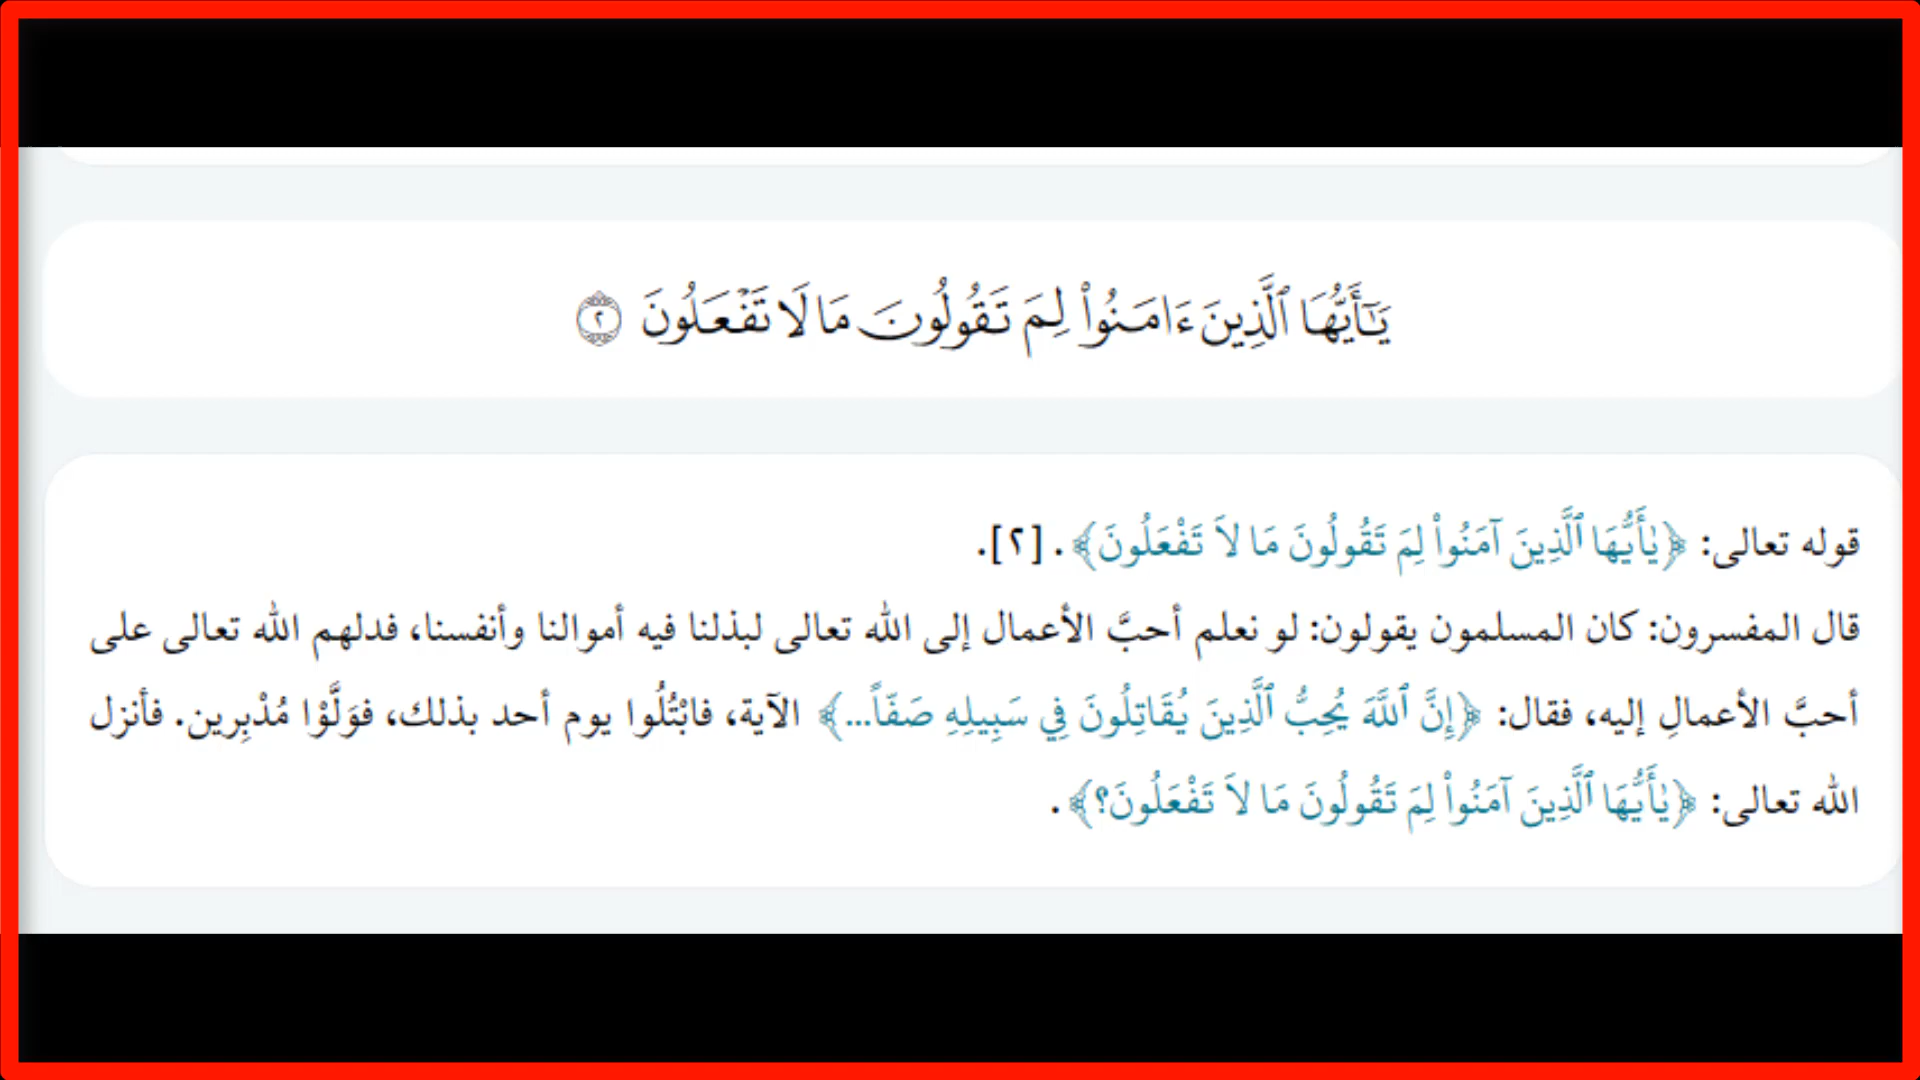 يَـٰٓأَيُّهَا ٱلَّذِينَ ءَامَنُوا۟ لِمَ تَقُولُونَ مَا لَا تَفْعَلُونَ ٢
قوله تعالى: ﴿يٰأَيُّهَا ٱلَّذِينَ آمَنُواْ لِمَ تَقُولُونَ مَا لاَ تَفْعَلُونَ﴾. [٢].
قال المفسرون: كان المسلمون يقولون: لو نعلم أحبَّ الأعمال إلى الله تعالى لبذلنا فيه أموالنا وأنفسنا، فدلهم الله تعالى على
أحبَّ الأعمالِ إليه، فقال: ﴿إِنَّ ٱللَّهَ يُحِبُّ ٱلَّذِينَ يُقَاتِلُونَ فِي سَبِيلِهِ صَفّاً...﴾ الآية، فابْتُلُوا يوم أحد بذلك، فوَلَّوْا مُدْبِرين. فأنزل
الله تعالى: ﴿يٰأَيُّهَا ٱلَّذِينَ آمَنُواْ لِمَ تَقُولُونَ مَا لاَ تَفْعَلُونَ؟﴾.